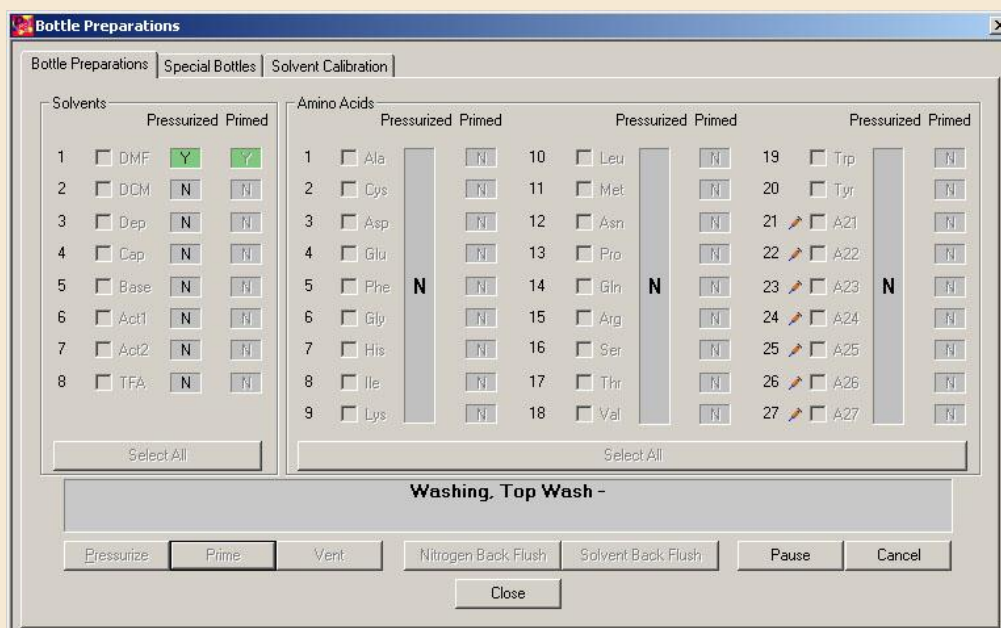 Bottle Preparations
Bottle Preparations Special Bottles Solvent Calibration
Solvents Amino Acids
Pressurized Primed Pressurized Primed Pressurized Primed Pressurized Primed
1 DMF Y Y 1 Ala N 10 Leu N 19 Trp N
2 DCM N N 2 Cys N 11 Met N 20 Tyr N
3 Dep N N 3 Asp N 12 Asn N 21 A21 N
4 Cap N N 4 Glu N 13 Pro N 22 A22 N
5 Base N N 5 Phe N N 14 Gln N N 23 A23 N N
6 Act1 N N 6 Gly N 15 Arg N 24 A24 N
7 Act2 N N 7 His N 16 Ser N 25 A25 N
8 TFA N N 8 Ile N 17 Thr N 26 A26 N
9 Lys N 18 Val N 27 A27 N
Select All Select All
Washing, Top Wash -
Pressurize Prime Vent Nitrogen Back Flush Solvent Back Flush Pause Cancel
Close